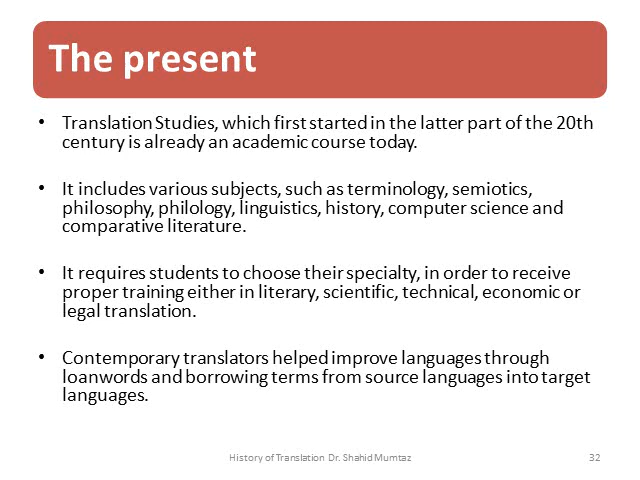 The present
• Translation Studies, which first started in the latter part of the 20th
century is already an academic course today.
• It includes various subjects, such as terminology, semiotics,
philosophy, philology, linguistics, history, computer science and
comparative literature.
• It requires students to choose their specialty, in order to receive
proper training either in literary, scientific, technical, economic or
legal translation.
• Contemporary translators helped improve languages through
loanwords and borrowing terms from source languages into target
languages.
History of Translation Dr. Shahid Mumtaz
32